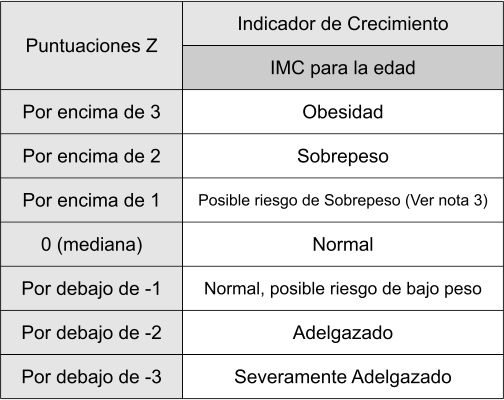 Puntuaciones Z
Indicador de Crecimiento
IMC para la edad
Por encima de 3
Obesidad
Por encima de 2
Sobrepeso
Por encima de 1
Posible riesgo de Sobrepeso (Ver nota 3)
0 (mediana)
Normal
Por debajo de -1
Normal, posible riesgo de bajo peso
Por debajo de -2
Adelgazado
Por debajo de -3
Severamente Adelgazado